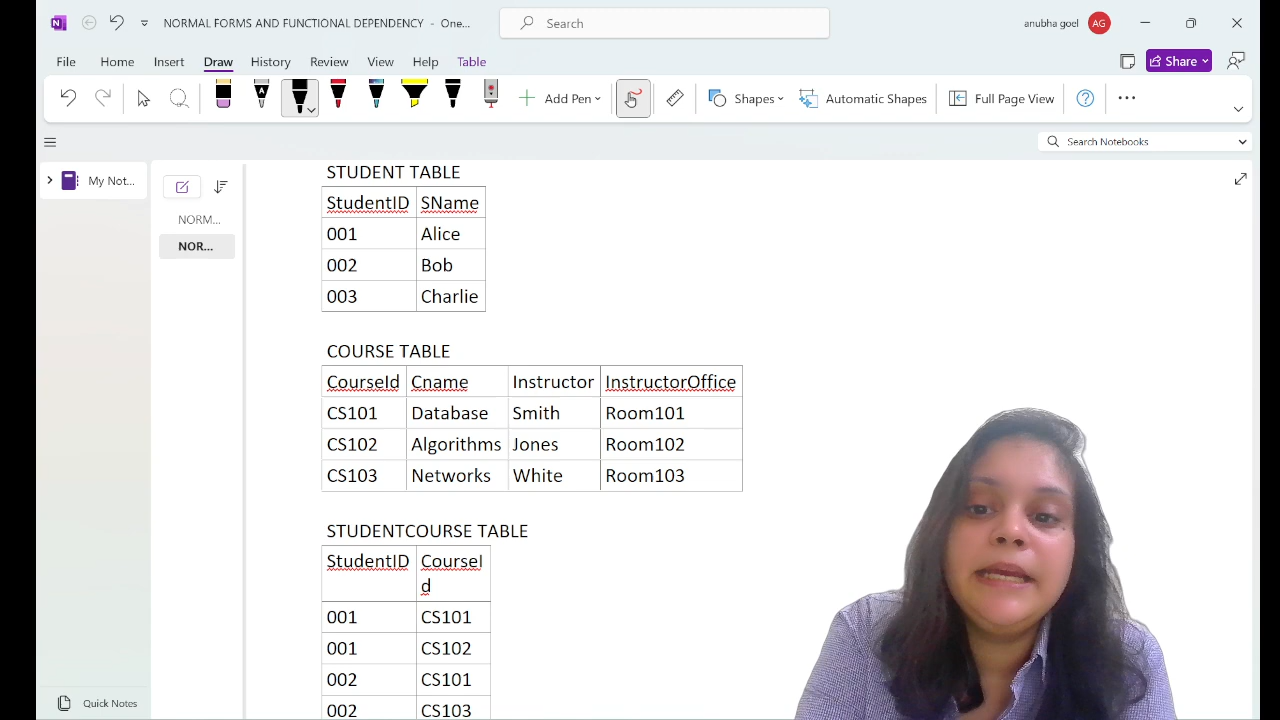 NORMAL FORMS AND FUNCTIONAL DEPENDENCY - One...
Search
anubha goel
AG
File Home Insert Draw History Review View Help Table
Share
A
Add Pen
Shapes
Automatic Shapes
Full Page View
Search Notebooks
My Not...
NORM...
NOR...
STUDENT TABLE
StudentID SName
001 Alice
002 Bob
003 Charlie
COURSE TABLE
CourseId Cname Instructor InstructorOffice
CS101 Database Smith Room101
CS102 Algorithms Jones Room102
CS103 Networks White Room103
STUDENTCOURSE TABLE
StudentID CourseI
d
001 CS101
001 CS102
002 CS101
002 CS103
Quick Notes